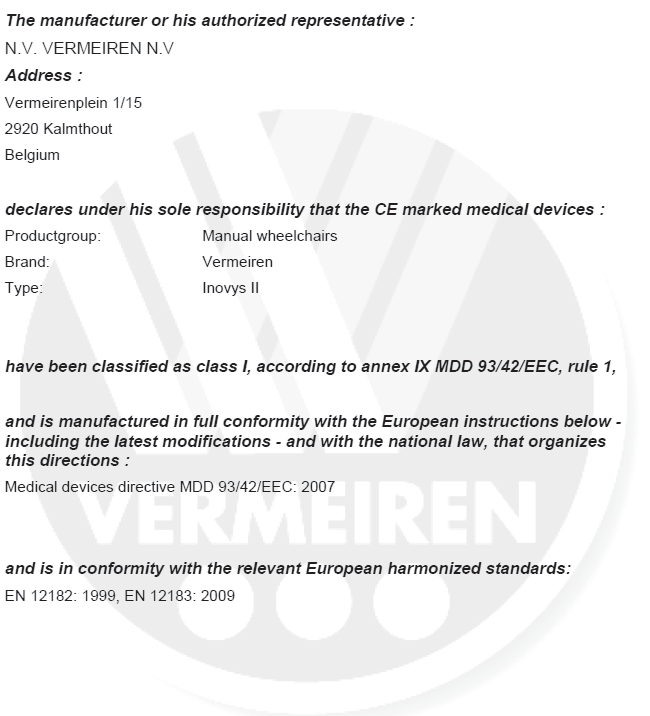 The manufacturer or his authorized representative :
N.V. VERMEIREN N.V
Address :
Vermeirenplein 1/15
2920 Kalmthout
Belgium
declares under his sole responsibility that the CE marked medical devices :
Productgroup: Manual wheelchairs
Brand: Vermeiren
Type: Inovys II
have been classified as class I, according to annex IX MDD 93/42/EEC, rule 1,
and is manufactured in full conformity with the European instructions below -
including the latest modifications - and with the national law, that organizes
this directions :
Medical devices directive MDD 93/42/EEC: 2007
VERMEIREN
and is in conformity with the relevant European harmonized standards:
EN 12182: 1999, EN 12183: 2009